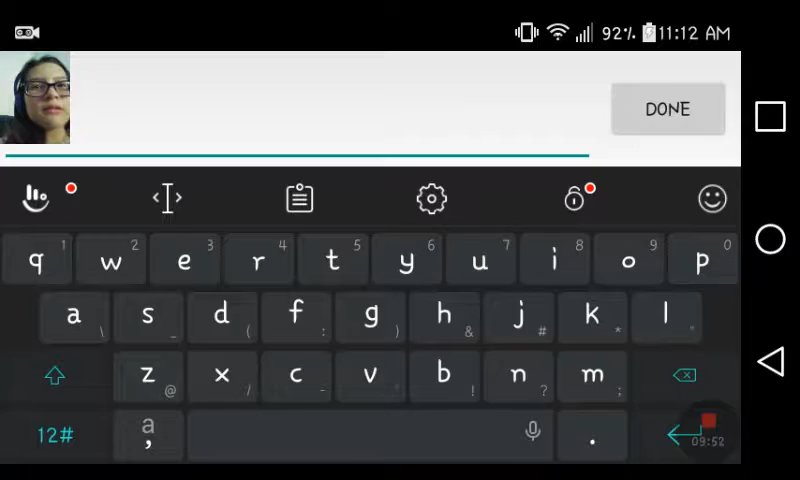 92% 11:12 AM
DONE
q 1 w 2 e 3 r 4 t 5 y 6 u 7 i 8 o 9 p 0
a \ s _ d ( f : g ) h & j # k * l
z @ x / c - v b ! n ? m ;
12# a , . 09:52